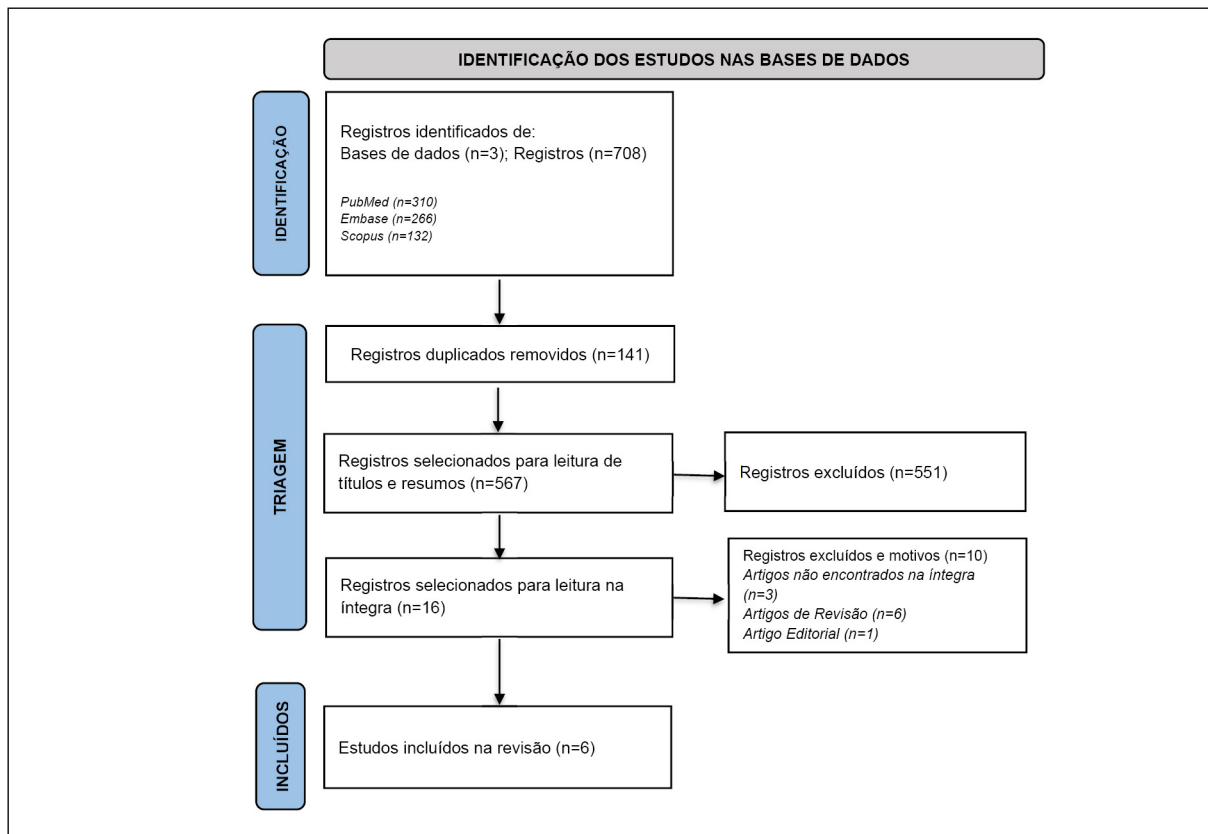 IDENTIFICAÇÃO DOS ESTUDOS NAS BASES DE DADOS
IDENTIFICAÇÃO
Registros identificados de:
Bases de dados (n=3); Registros (n=708)
PubMed (n=310)
Embase (n=266)
Scopus (n=132)
TRIAGEM
Registros duplicados removidos (n=141)
Registros selecionados para leitura de
títulos e resumos (n=567)
Registros excluídos (n=551)
Registros selecionados para leitura na
íntegra (n=16)
Registros excluídos e motivos (n=10)
Artigos não encontrados na íntegra
(n=3)
Artigos de Revisão (n=6)
Artigo Editorial (n=1)
INCLUÍDOS
Estudos incluídos na revisão (n=6)